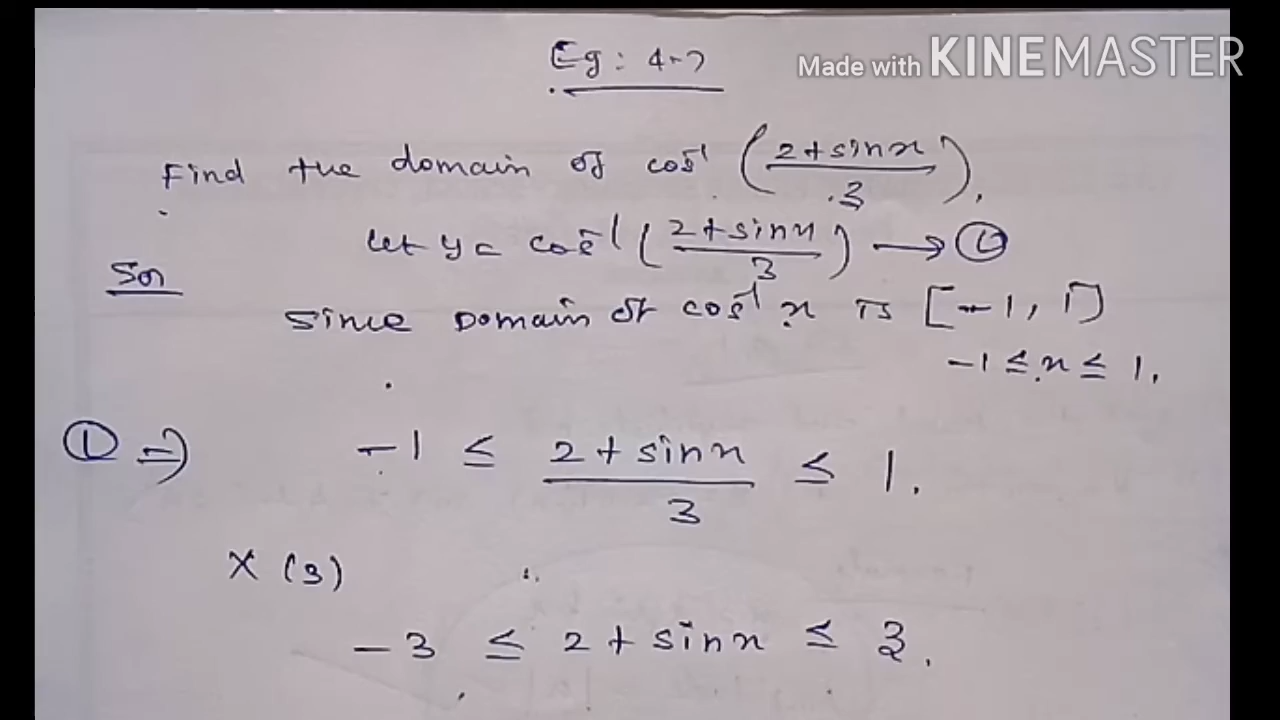 Eg: 4.7
Made with KINEMASTER
Find the domain of cos⁻¹ (2+sinx/3).
Let y = cos⁻¹ (2+sinx/3) → ①
Sol
Since Domain of cos⁻¹ x is [-1, 1]
-1 ≤ x ≤ 1.
① ⇒ -1 ≤ 2+sinx/3 ≤ 1.
× (3)
-3 ≤ 2+sinx ≤ 3.